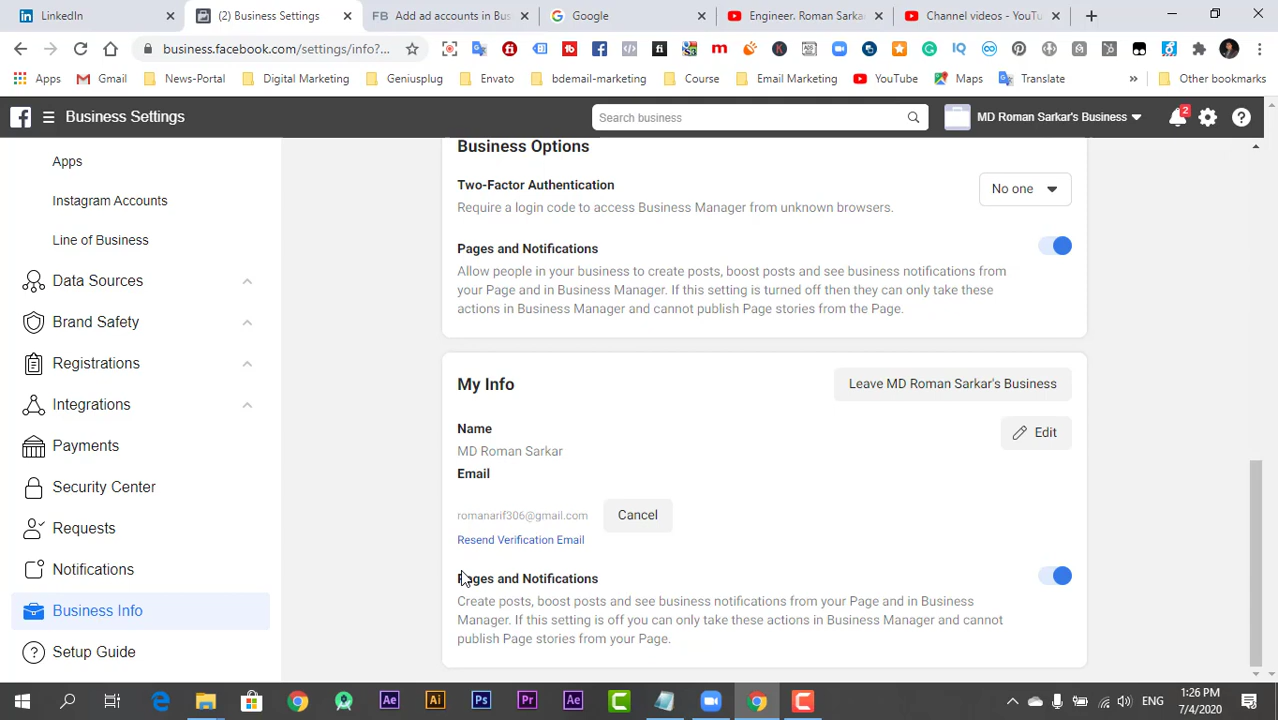 LinkedIn
(2) Business Settings
FB Add ad accounts in Bus
Google
Engineer. Roman Sarka
Channel videos - YouTu
business.facebook.com/settings/info?...
Apps
Gmail
News-Portal
Digital Marketing
Geniusplug
Envato
bdemail-marketing
Course
Email Marketing
YouTube
Maps
Translate
Other bookmarks
Business Settings
Search business
MD Roman Sarkar's Business
2
Apps
Instagram Accounts
Line of Business
Data Sources
Brand Safety
Registrations
Integrations
Payments
Security Center
Requests
Notifications
Business Info
Setup Guide
Business Options
Two-Factor Authentication
No one
Require a login code to access Business Manager from unknown browsers.
Pages and Notifications
Allow people in your business to create posts, boost posts and see business notifications from
your Page and in Business Manager. If this setting is turned off then they can only take these
actions in Business Manager and cannot publish Page stories from the Page.
My Info
Leave MD Roman Sarkar's Business
Name
Edit
MD Roman Sarkar
Email
romanarif306@gmail.com
Cancel
Resend Verification Email
Pages and Notifications
Create posts, boost posts and see business notifications from your Page and in Business
Manager. If this setting is off you can only take these actions in Business Manager and cannot
publish Page stories from your Page.
Ae
Ai
Ps
Pr
Ae
ENG
1:26 PM
7/4/2020